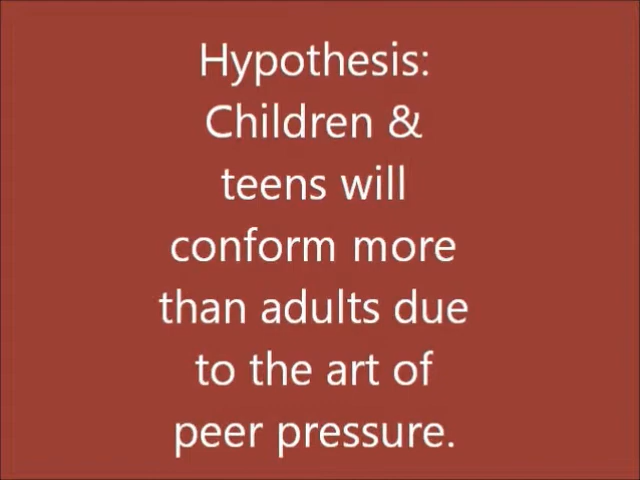 Hypothesis:
Children &
teens will
conform more
than adults due
to the art of
peer pressure.